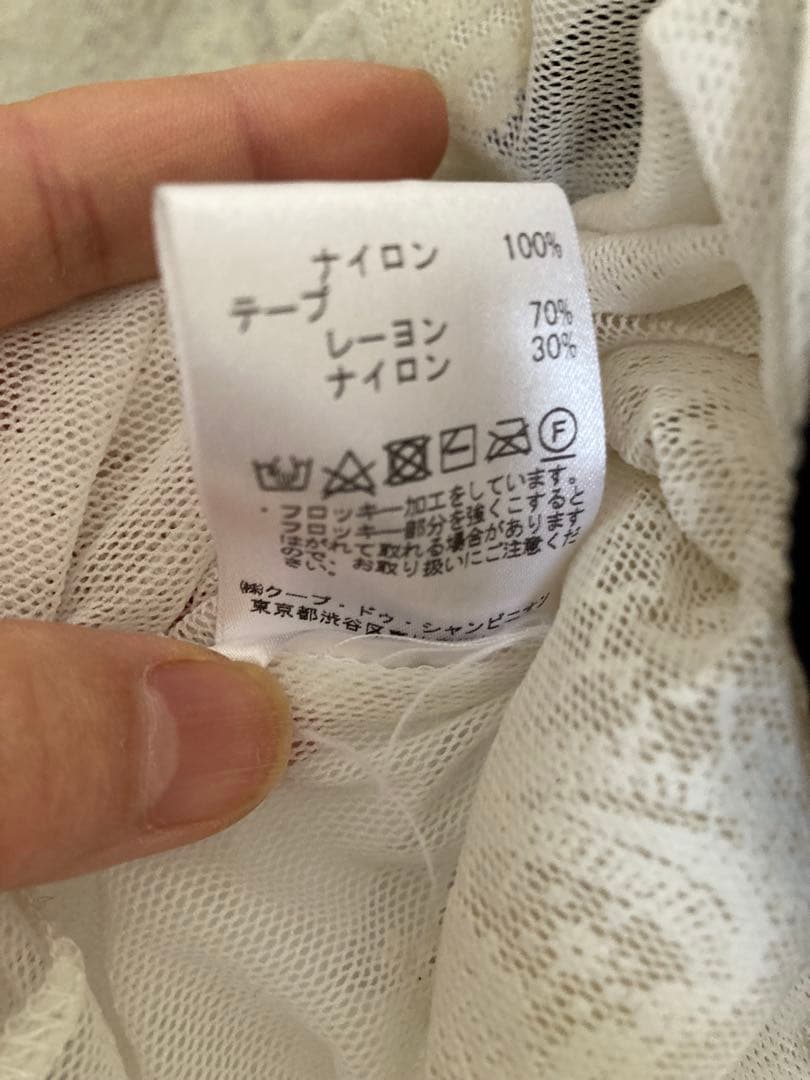 ナイロン 100%
テープ
レーヨン 70%
ナイロン 30%
F
・フロッキー加工をしています。
フロッキー部分を強くこすると
はがれて取れる場合があります
ので、お取り扱いにご注意くだ
さい。
㈱クープ・ドゥ・シャンピニオン
東京都渋谷区